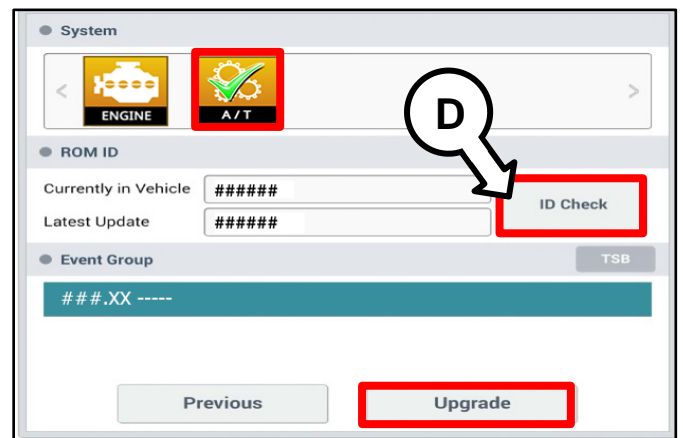 System
< ENGINE A/T >
D
ROM ID
Currently in Vehicle ######
ID Check
Latest Update ######
Event Group TSB
###.XX -----
Previous Upgrade